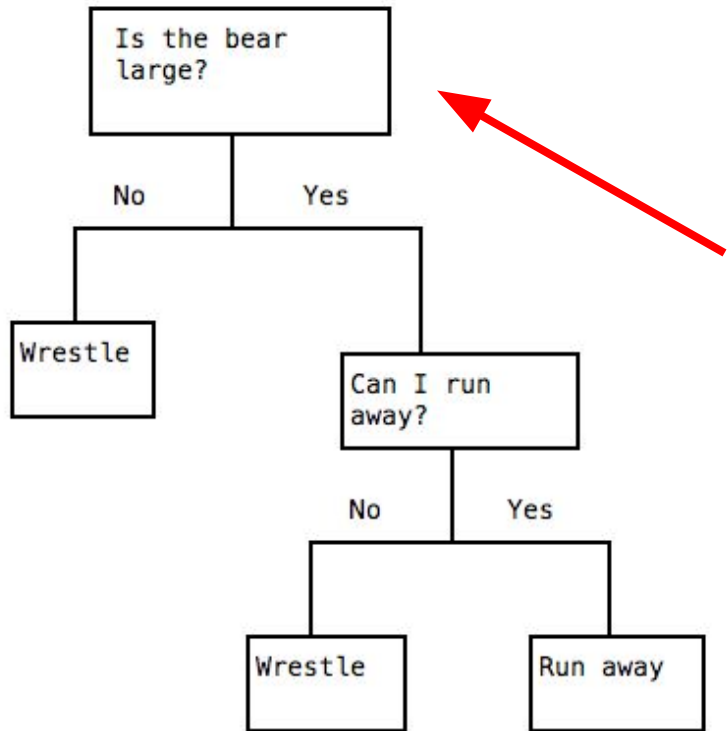 Is the bear
large?
No
Yes
Wrestle
Can I run
away?
No
Yes
Wrestle
Run away